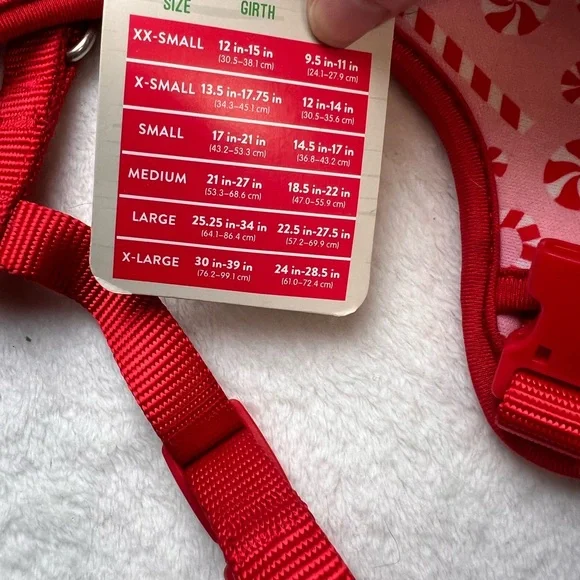 SIZE GIRTH
XX-SMALL 12 in-15 in 9.5 in-11 in
(30.5-38.1 cm) (24.1-27.9 cm)
X-SMALL 13.5 in-17.75 in 12 in-14 in
(34.3-45.1 cm) (30.5-35.6 cm)
SMALL 17 in-21 in 14.5 in-17 in
(43.2-53.3 cm) (36.8-43.2 cm)
MEDIUM 21 in-27 in 18.5 in-22 in
(53.3-68.6 cm) (47.0-55.9 cm)
LARGE 25.25 in-34 in 22.5 in-27.5 in
(64.1-86.4 cm) (57.2-69.9 cm)
X-LARGE 30 in-39 in 24 in-28.5 in
(76.2-99.1 cm) (61.0-72.4 cm)